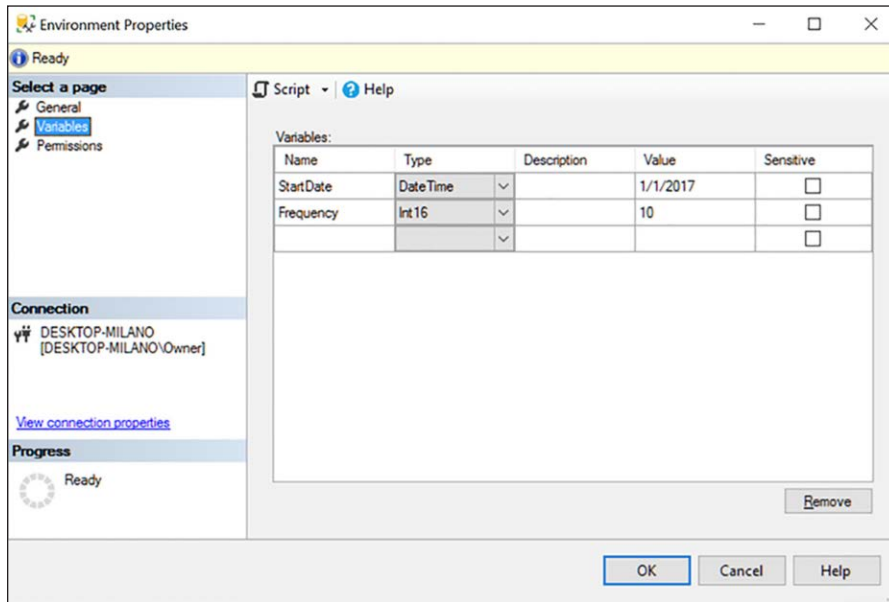 Environment Properties
Ready
Select a page
General
Variables
Permissions
Script
Help
Variables:
Name Type Description Value Sensitive
StartDate DateTime 1/1/2017
Frequency Int16 10
Connection
DESKTOP-MILANO
[DESKTOP-MILANO\Owner]
View connection properties
Progress
Ready
Remove
OK Cancel Help